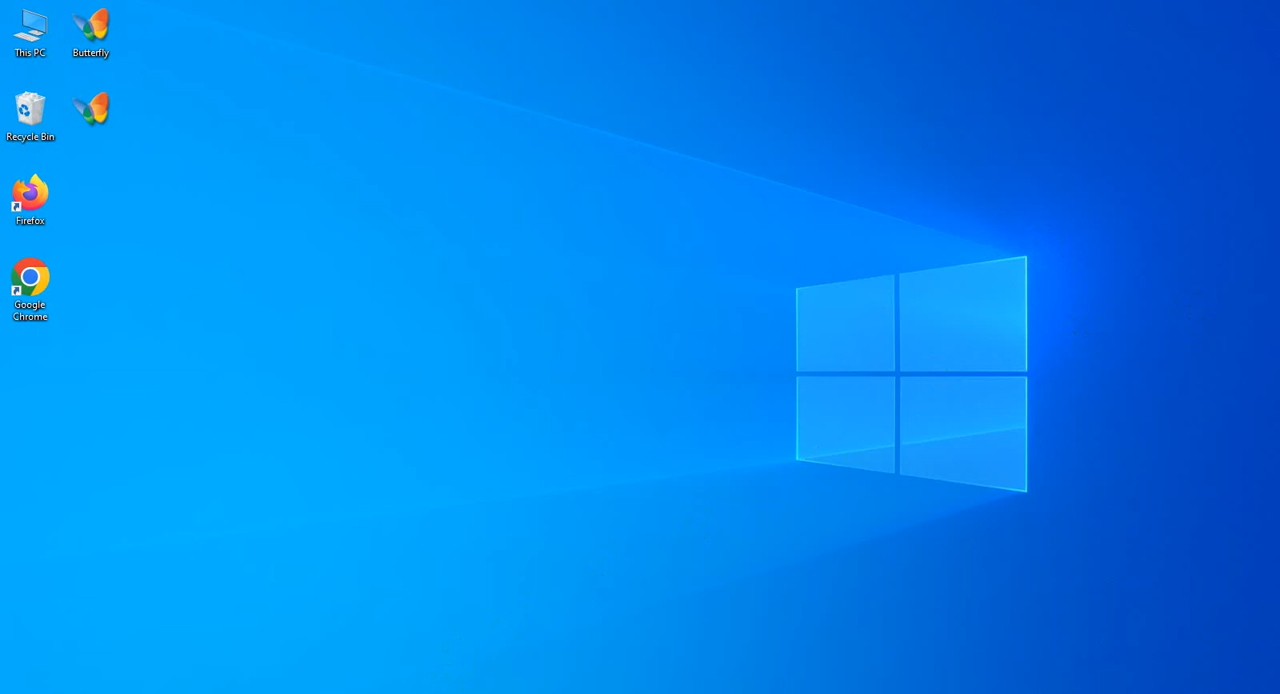 This PC
Butterfly
Recycle Bin
Firefox
Google
Chrome